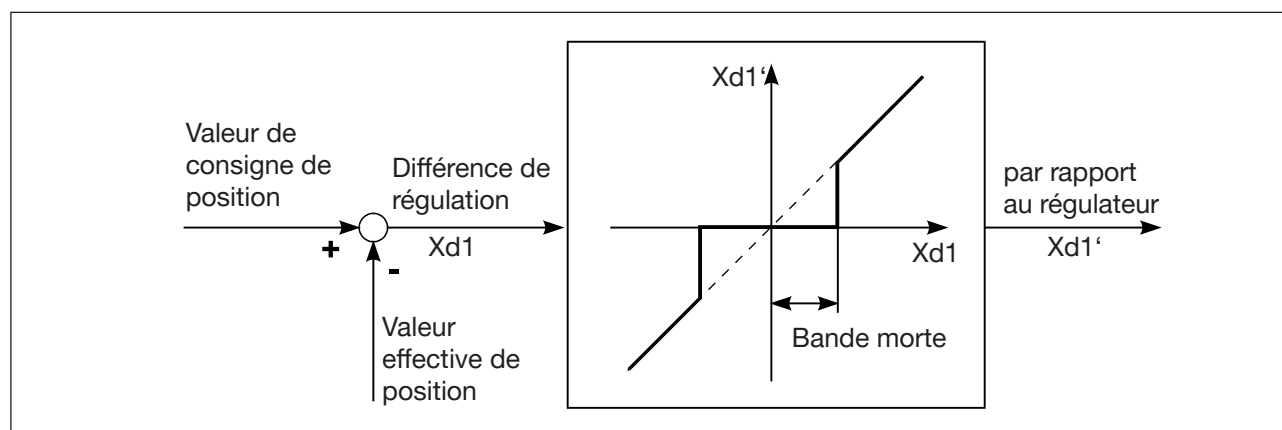 Valeur de
consigne de
position
+
-
Valeur
effective de
position
Différence de
régulation
Xd1
Xd1‘
Xd1
Bande morte
par rapport
au régulateur
Xd1‘